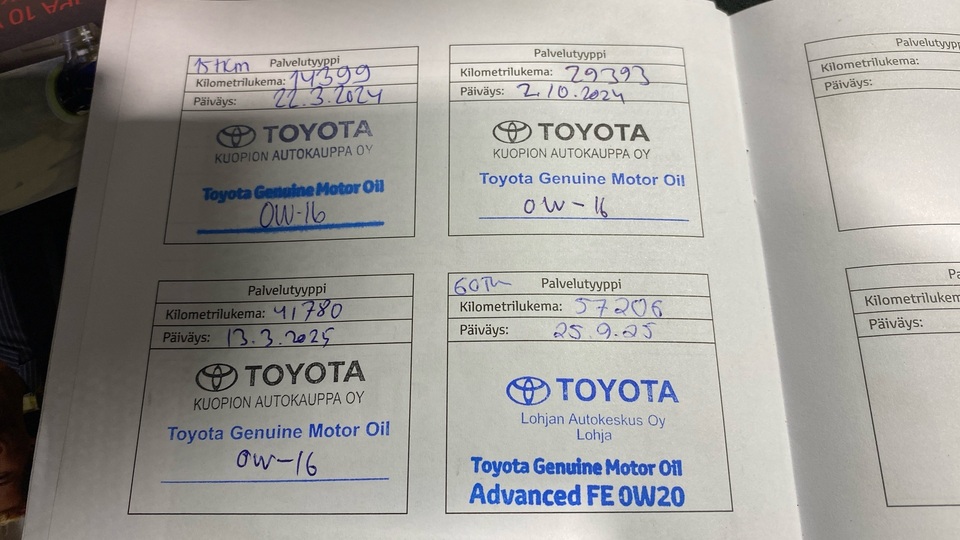 15tkm Palvelutyyppi
Kilometrilukema: 14399
Päiväys: 22.3.2024
TOYOTA
KUOPION AUTOKAUPPA OY
Toyota Genuine Motor Oil
0W-16
Palvelutyyppi
Kilometrilukema: 29393
Päiväys: 2.10.2024
TOYOTA
KUOPION AUTOKAUPPA OY
Toyota Genuine Motor Oil
0W-16
Palvelutyyppi
Kilometrilukema: 41780
Päiväys: 13.3.2025
TOYOTA
KUOPION AUTOKAUPPA OY
Toyota Genuine Motor Oil
0W-16
Palvelutyyppi
Kilometrilukema: 57206
Päiväys: 25.9.25
TOYOTA
Lohjan Autokeskus Oy
Lohja
Toyota Genuine Motor Oil
Advanced FE 0W20
Palvelutyyp
Kilometrilukema:
Päiväys:
Pa
Kilometrilukem
Päiväys: